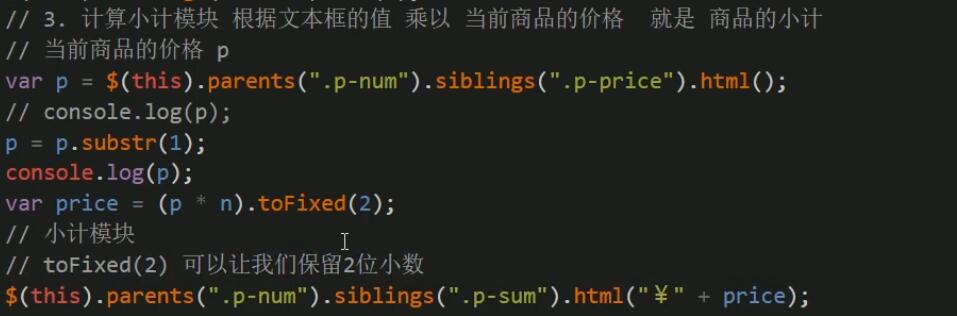 // 3. 计算小计模块 根据文本框的值 乘以 当前商品的价格  就是 商品的小计
// 当前商品的价格 p
var p = $(this).parents(".p-num").siblings(".p-price").html();
// console.log(p);
p = p.substr(1);
console.log(p);
var price = (p * n).toFixed(2);
// 小计模块
// toFixed(2) 可以让我们保留2位小数
$(this).parents(".p-num").siblings(".p-sum").html("¥" + price);